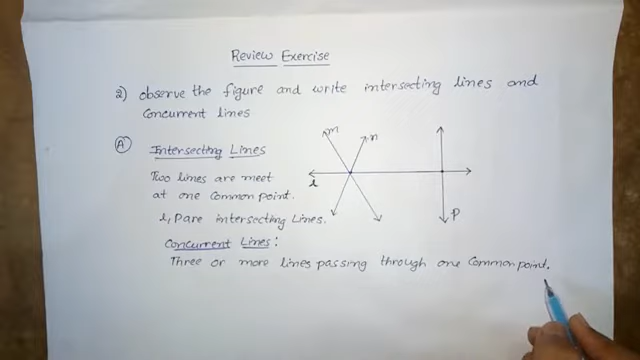 Review Exercise
2) observe the figure and write intersecting lines and
Concurrent lines
A Intersecting Lines
Two lines are meet
at one Common point.
l, P are intersecting Lines.
Concurrent Lines:
Three or more lines passing through one Common point.
m
n
l
P